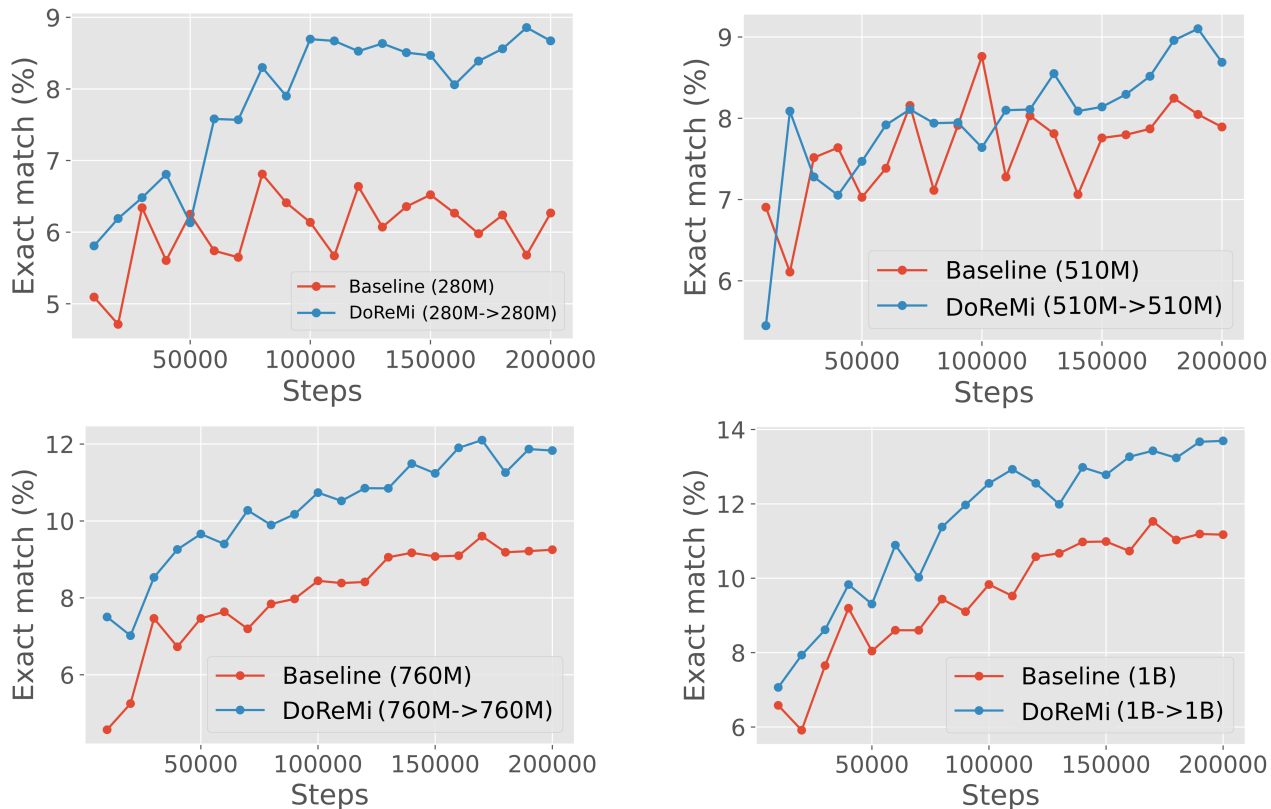 9
8
7
6
5
Exact match (%)
Baseline (280M)
DoReMi (280M->280M)
50000 100000 150000 200000
Steps
9
8
7
6
Exact match (%)
Baseline (510M)
DoReMi (510M->510M)
50000 100000 150000 200000
Steps
12
10
8
6
Exact match (%)
Baseline (760M)
DoReMi (760M->760M)
50000 100000 150000 200000
Steps
14
12
10
8
6
Exact match (%)
Baseline (1B)
DoReMi (1B->1B)
50000 100000 150000 200000
Steps